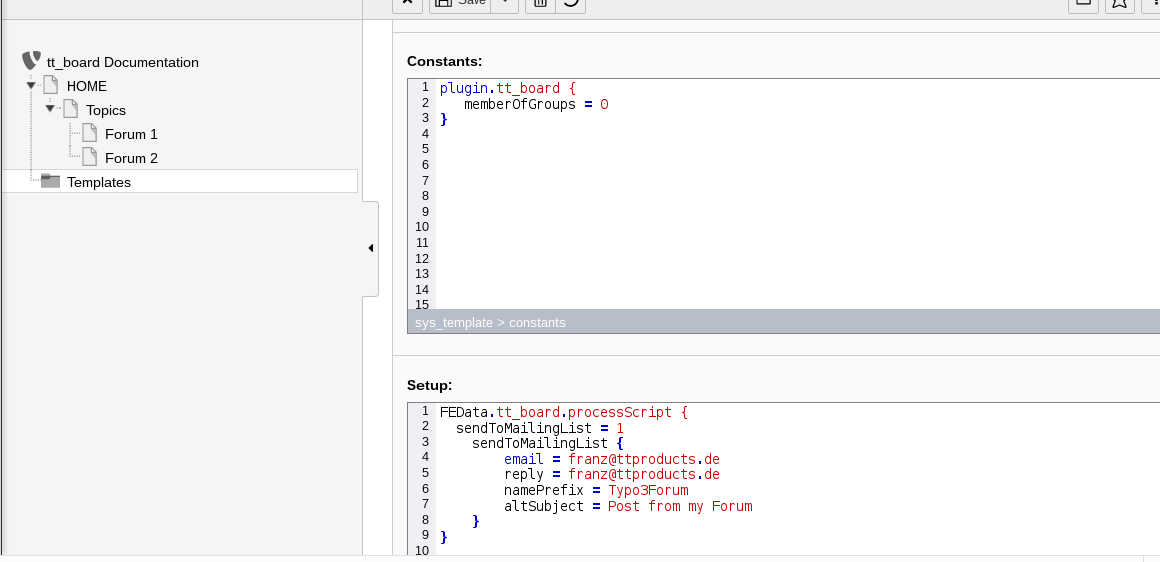 Save
tt_board Documentation
HOME
Topics
Forum 1
Forum 2
Templates
Constants:
1 plugin.tt_board {
2    memberOfGroups = 0
3 }
4
5
6
7
8
9
10
11
12
13
14
15
sys_template > constants
Setup:
1 FEData.tt_board.processScript {
2   sendToMailingList = 1
3     sendToMailingList {
4         email = franz@ttproducts.de
5         reply = franz@ttproducts.de
6         namePrefix = Typo3Forum
7         altSubject = Post from my Forum
8     }
9 }
10